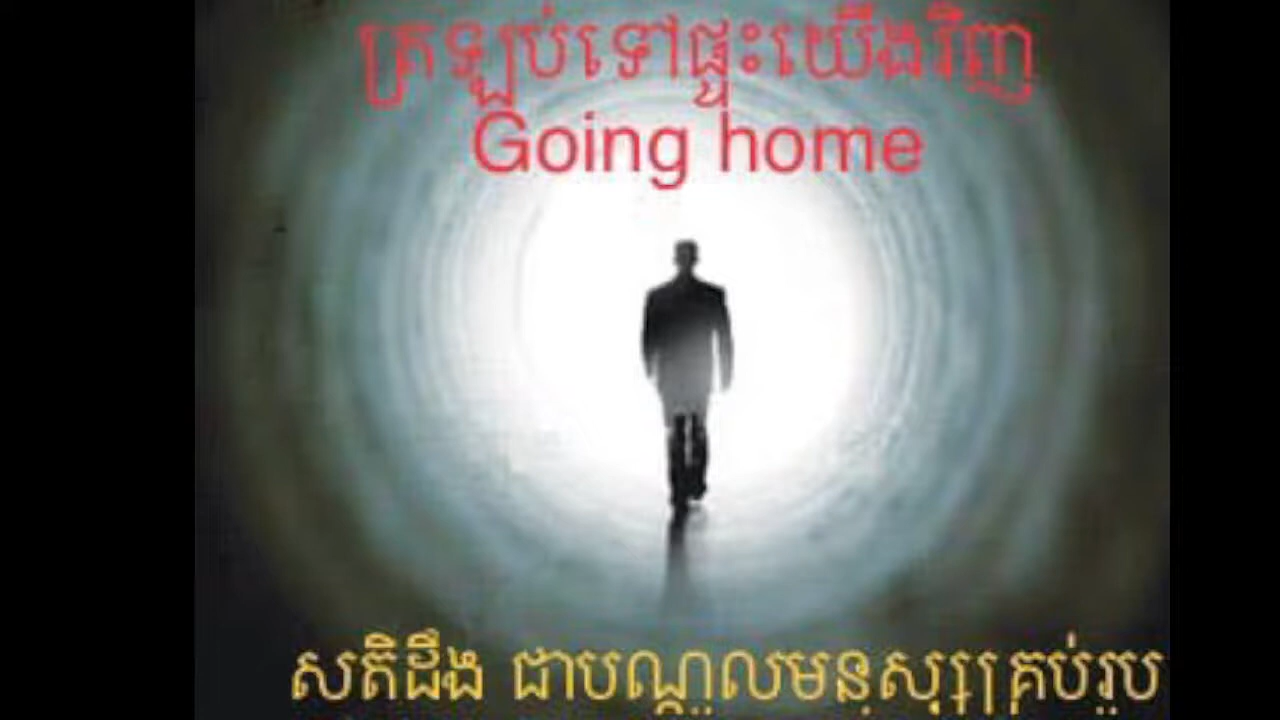 ត្រឡប់ទៅផ្ទះយើងវិញ
Going home
សតិដឹង ជាបណ្តូលមនុស្សគ្រប់រូប